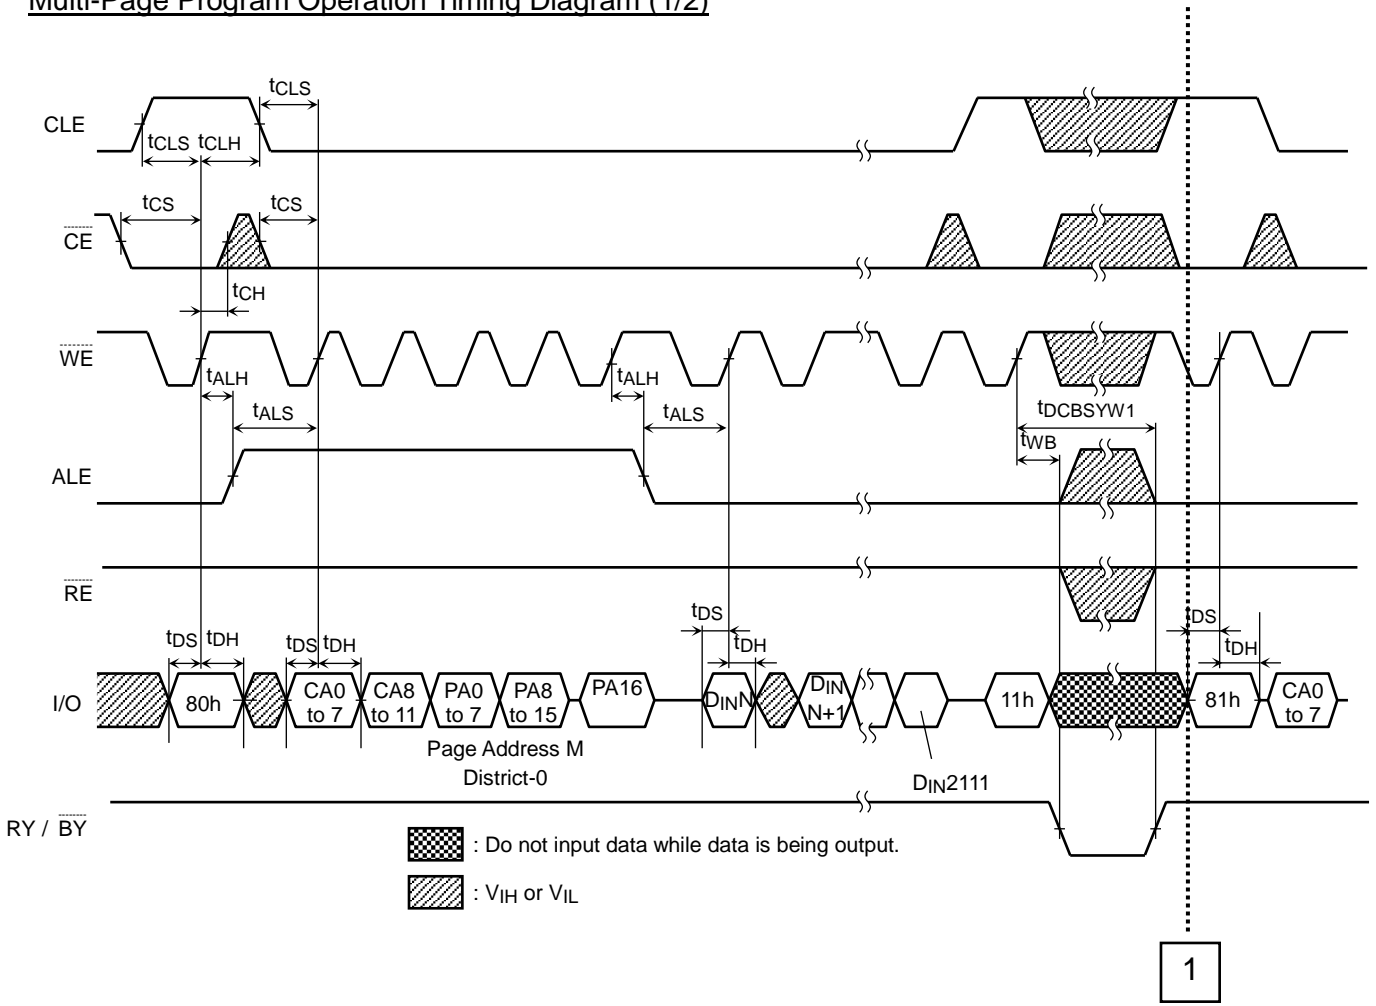 Multi-Page Program Operation Timing Diagram (1/2)
tCLS
CLE
tCLS tCLH
tCS tCS
CE
tCH
WE
tALH tALH
tALS tALS tDCBSYW1
tWB
ALE
RE
tDS tDH tDS tDH tDS tDH tDS tDH
I/O
80h
CA0 to 7
CA8 to 11
PA0 to 7
PA8 to 15
PA16
DINN
DIN N+1
11h
81h
CA0 to 7
Page Address M
District-0
DIN2111
RY / BY
: Do not input data while data is being output.
: VIH or VIL
1